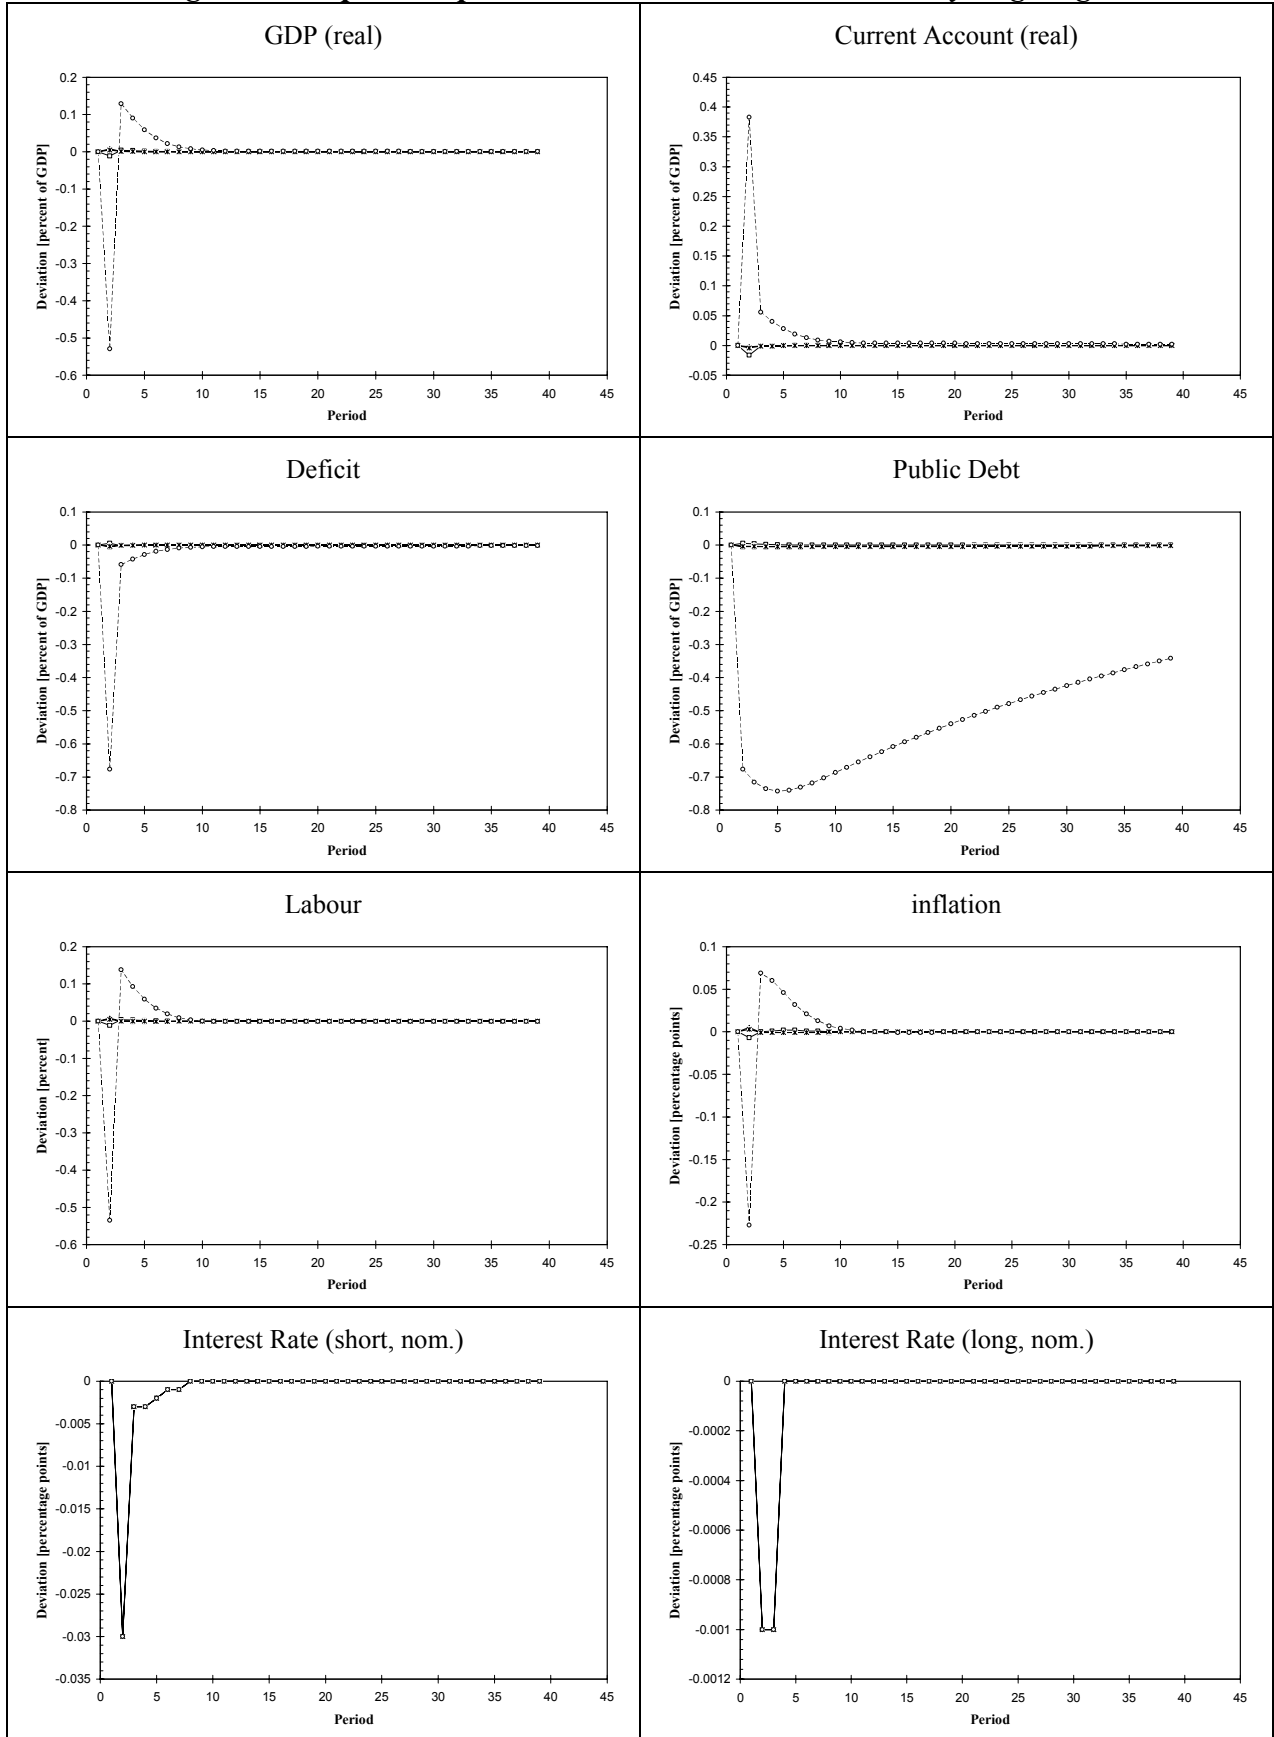 GDP (real)
0.2
0.1
0
-0.1
-0.2
-0.3
-0.4
-0.5
-0.6
Deviation [percent of GDP]
0 5 10 15 20 25 30 35 40 45
Period
Current Account (real)
0.45
0.4
0.35
0.3
0.25
0.2
0.15
0.1
0.05
0
-0.05
Deviation [percent of GDP]
0 5 10 15 20 25 30 35 40 45
Period
Deficit
0.1
0
-0.1
-0.2
-0.3
-0.4
-0.5
-0.6
-0.7
-0.8
Deviation [percent of GDP]
0 5 10 15 20 25 30 35 40 45
Period
Public Debt
0.1
0
-0.1
-0.2
-0.3
-0.4
-0.5
-0.6
-0.7
-0.8
Deviation [percent of GDP]
0 5 10 15 20 25 30 35 40 45
Period
Labour
0.2
0.1
0
-0.1
-0.2
-0.3
-0.4
-0.5
-0.6
Deviation [percent]
0 5 10 15 20 25 30 35 40 45
Period
inflation
0.1
0.05
0
-0.05
-0.1
-0.15
-0.2
-0.25
Deviation [percentage points]
0 5 10 15 20 25 30 35 40 45
Period
Interest Rate (short, nom.)
0
-0.005
-0.01
-0.015
-0.02
-0.025
-0.03
-0.035
Deviation [percentage points]
0 5 10 15 20 25 30 35 40 45
Period
Interest Rate (long, nom.)
0
-0.0002
-0.0004
-0.0006
-0.0008
-0.001
-0.0012
Deviation [percentage points]
0 5 10 15 20 25 30 35 40 45
Period